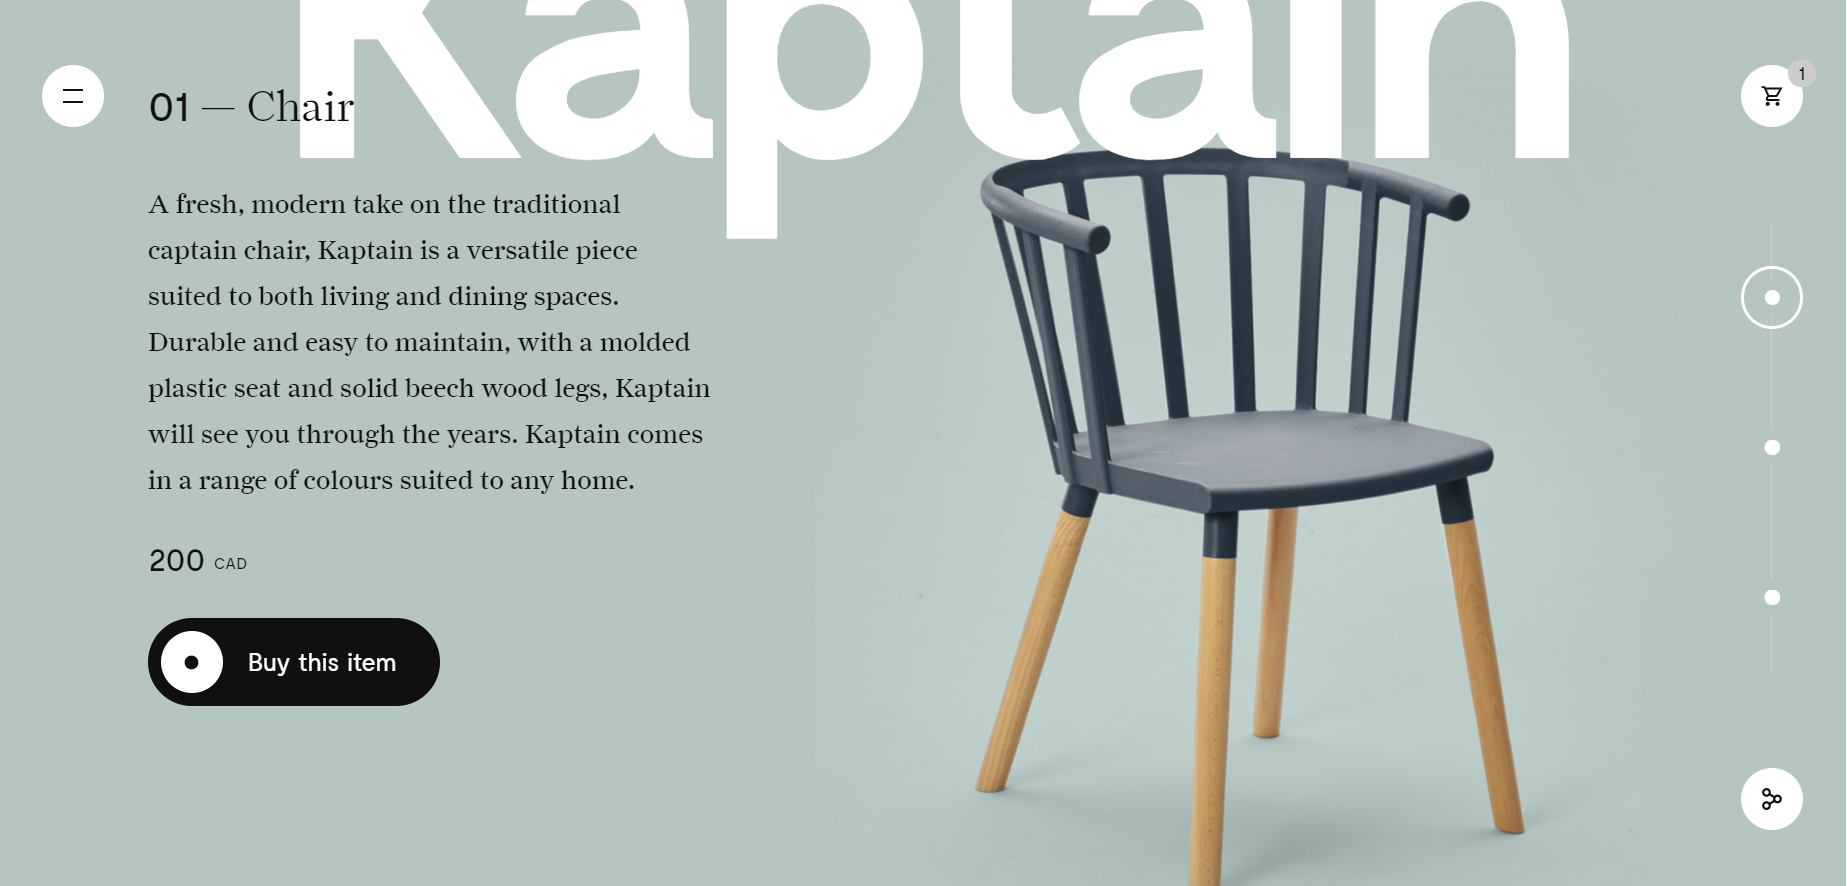 Kaptain
1
01 — Chair
A fresh, modern take on the traditional
captain chair, Kaptain is a versatile piece
suited to both living and dining spaces.
Durable and easy to maintain, with a molded
plastic seat and solid beech wood legs, Kaptain
will see you through the years. Kaptain comes
in a range of colours suited to any home.
200 CAD
Buy this item